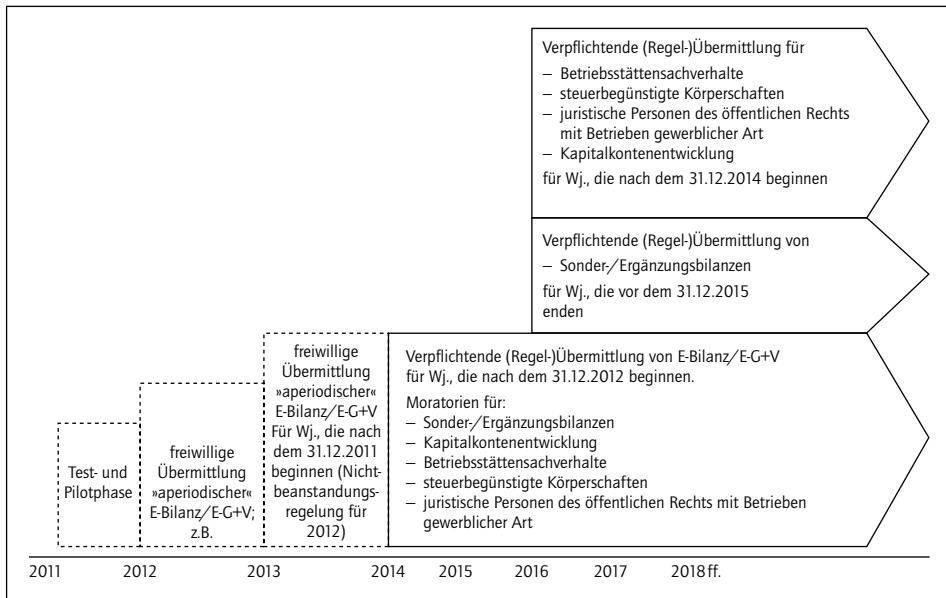 Verpflichtende (Regel-)Übermittlung für
– Betriebsstättensachverhalte
– steuerbegünstigte Körperschaften
– juristische Personen des öffentlichen Rechts
mit Betrieben gewerblicher Art
– Kapitalkontenentwicklung
für Wj., die nach dem 31.12.2014 beginnen
Verpflichtende (Regel-)Übermittlung von
– Sonder-/Ergänzungsbilanzen
für Wj., die vor dem 31.12.2015
enden
Test- und
Pilotphase
freiwillige
Übermittlung
»aperiodischer«
E-Bilanz/E-G+V;
z.B.
freiwillige
Übermittlung
»aperiodischer«
E-Bilanz/E-G+V
Für Wj., die nach
dem 31.12.2011
beginnen (Nicht-
beanstandungs-
regelung für
2012)
Verpflichtende (Regel-)Übermittlung von E-Bilanz/E-G+V
für Wj., die nach dem 31.12.2012 beginnen.
Moratorien für:
– Sonder-/Ergänzungsbilanzen
– Kapitalkontenentwicklung
– Betriebsstättensachverhalte
– steuerbegünstigte Körperschaften
– juristische Personen des öffentlichen Rechts mit Betrieben
gewerblicher Art
2011 2012 2013 2014 2015 2016 2017 2018 ff.